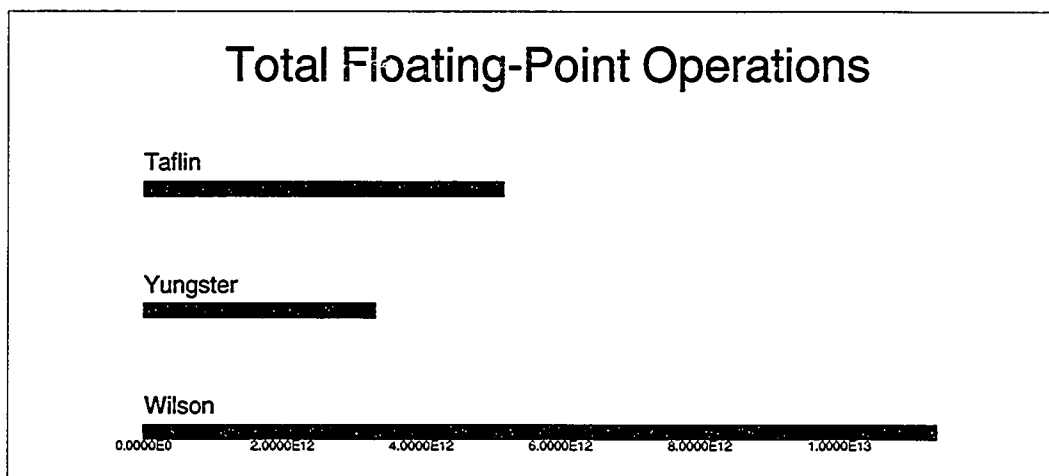 Total Floating-Point Operations
Taflin
Yungster
Wilson
0.0000E0 2.0000E12 4.0000E12 6.0000E12 8.0000E12 1.0000E13